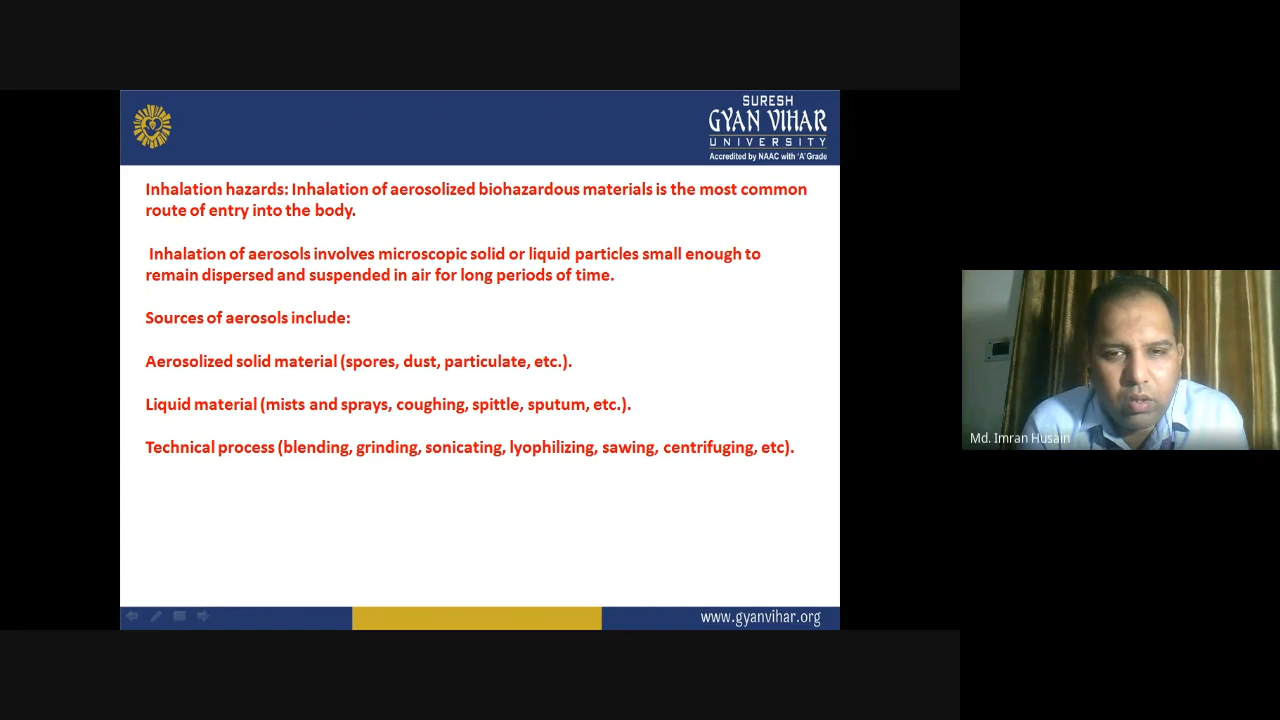 SURESH
GYAN VIHAR
UNIVERSITY
Accredited by NAAC with 'A' Grade
Inhalation hazards: Inhalation of aerosolized biohazardous materials is the most common
route of entry into the body.
Inhalation of aerosols involves microscopic solid or liquid particles small enough to
remain dispersed and suspended in air for long periods of time.
Sources of aerosols include:
Aerosolized solid material (spores, dust, particulate, etc.).
Liquid material (mists and sprays, coughing, spittle, sputum, etc.).
Technical process (blending, grinding, sonicating, lyophilizing, sawing, centrifuging, etc).
www.gyanvihar.org
Md. Imran Husain